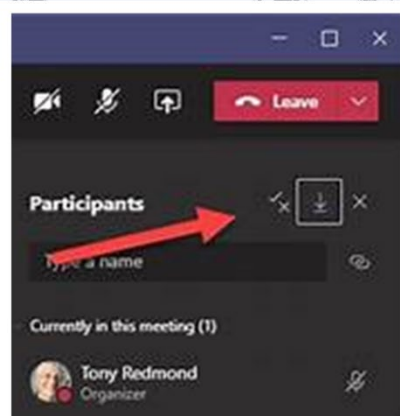 Leave
Participants
Type a name
Currently in this meeting (1)
Tony Redmond
Organizer